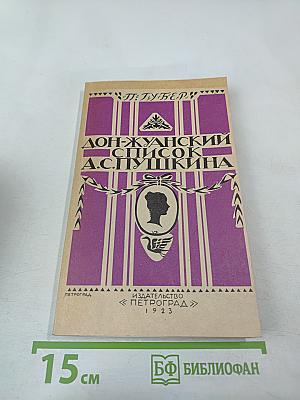 П. ГУБЕР
ДОН-ЖУАНСКИЙ
СПИСОК
А.С. ПУШКИНА
ПЕТРОГРАД
ИЗДАТЕЛЬСТВО
«ПЕТРОГРАД»
1923
15 см
БФ БИБЛИОФАН